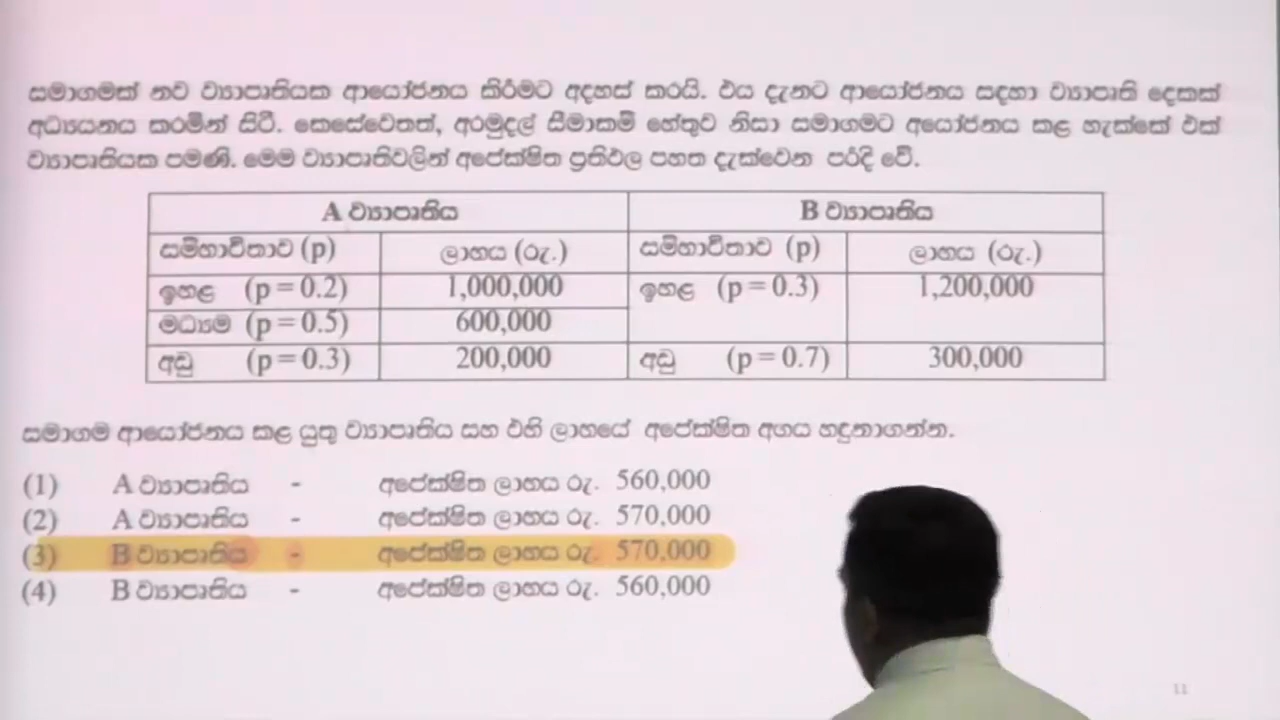 සමාගමක් නව ව්‍යාපෘතියක ආයෝජනය කිරීමට අදහස් කරයි. එය දැනට ආයෝජනය සඳහා ව්‍යාපෘති දෙකක්
අධ්‍යයනය කරමින් සිටී. කෙසේවෙතත්, අරමුදල් සීමාකම් හේතුව නිසා සමාගමට අයෝජනය කළ හැක්කේ එක්
ව්‍යාපෘතියක පමණි. මෙම ව්‍යාපෘතිවලින් අපේක්ෂිත ප්‍රතිඵල පහත දැක්වෙන පරිදි වේ.
A ව්‍යාපෘතිය B ව්‍යාපෘතිය
සම්භාවිතාව (p) ලාභය (රු.) සම්භාවිතාව (p) ලාභය (රු.)
ඉහළ (p = 0.2) 1,000,000 ඉහළ (p = 0.3) 1,200,000
මධ්‍යම (p = 0.5) 600,000
අඩු (p = 0.3) 200,000 අඩු (p = 0.7) 300,000
සමාගම ආයෝජනය කළ යුතු ව්‍යාපෘතිය සහ එහි ලාභයේ අපේක්ෂිත අගය හඳුනාගන්න.
(1) A ව්‍යාපෘතිය - අපේක්ෂිත ලාභය රු. 560,000
(2) A ව්‍යාපෘතිය - අපේක්ෂිත ලාභය රු. 570,000
(3) B ව්‍යාපෘතිය - අපේක්ෂිත ලාභය රු. 570,000
(4) B ව්‍යාපෘතිය - අපේක්ෂිත ලාභය රු. 560,000
11